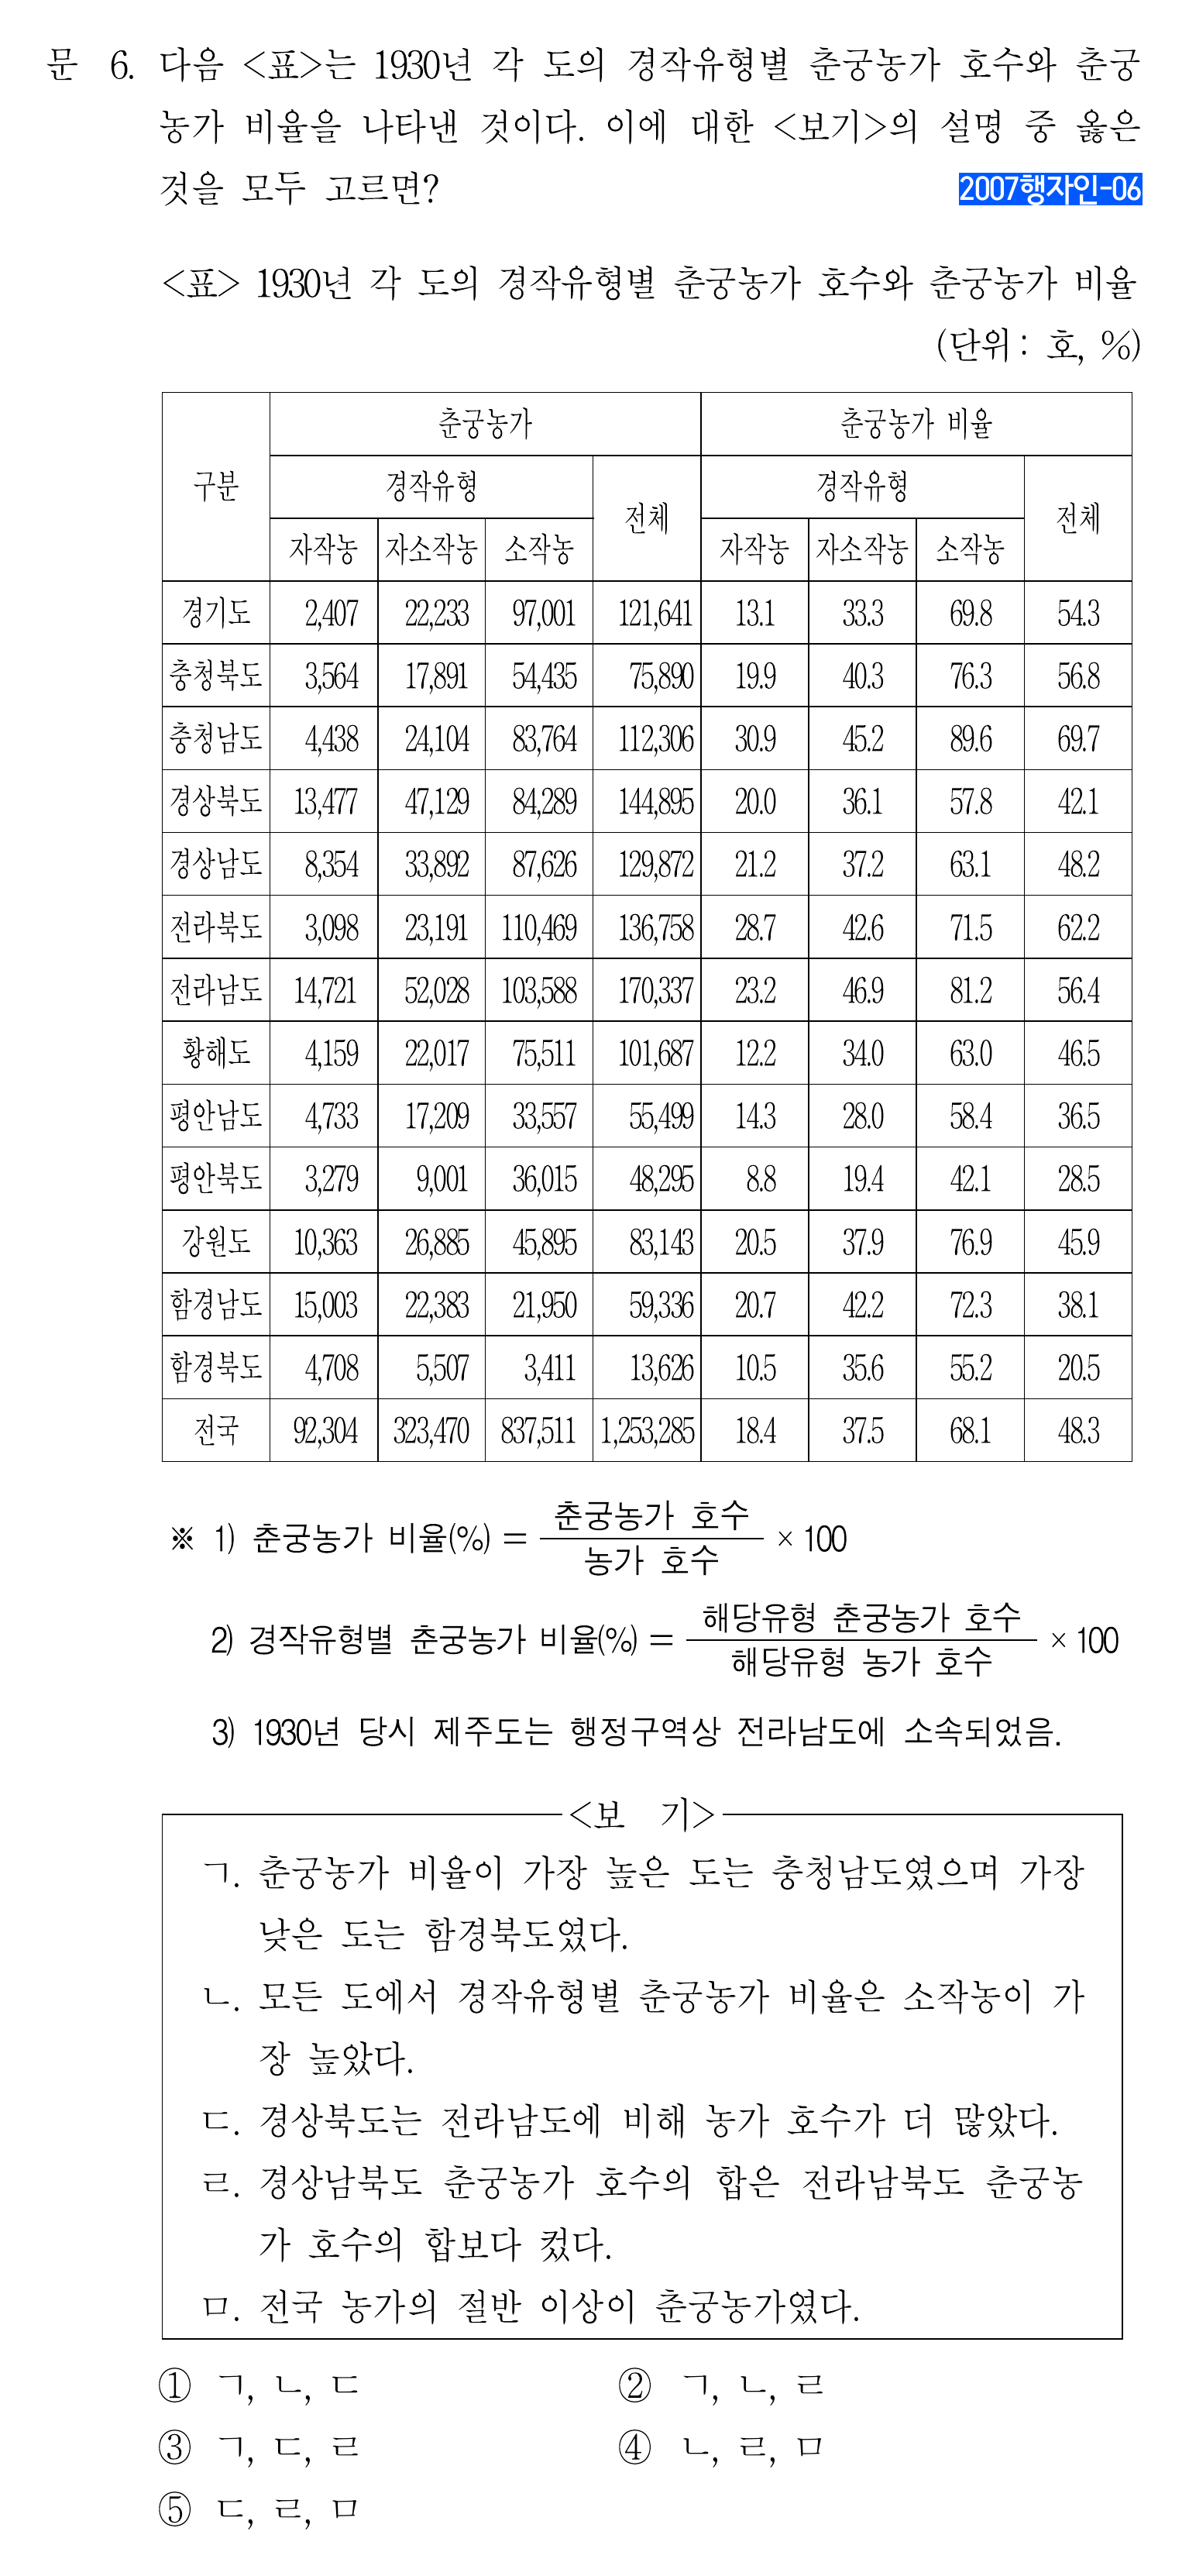 문 6. 다음 <표>는 1930년 각 도의 경작유형별 춘궁농가 호수와 춘궁
농가 비율을 나타낸 것이다. 이에 대한 <보기>의 설명 중 옳은
것을 모두 고르면? 2007행자인-06
<표> 1930년 각 도의 경작유형별 춘궁농가 호수와 춘궁농가 비율
(단위: 호, %)
구분 춘궁농가 춘궁농가 비율
경작유형 전체 경작유형 전체
자작농 자소작농 소작농 자작농 자소작농 소작농
경기도 2,407 22,233 97,001 121,641 13.1 33.3 69.8 54.3
충청북도 3,564 17,891 54,435 75,890 19.9 40.3 76.3 56.8
충청남도 4,438 24,104 83,764 112,306 30.9 45.2 89.6 69.7
경상북도 13,477 47,129 84,289 144,895 20.0 36.1 57.8 42.1
경상남도 8,354 33,892 87,626 129,872 21.2 37.2 63.1 48.2
전라북도 3,098 23,191 110,469 136,758 28.7 42.6 71.5 62.2
전라남도 14,721 52,028 103,588 170,337 23.2 46.9 81.2 56.4
황해도 4,159 22,017 75,511 101,687 12.2 34.0 63.0 46.5
평안남도 4,733 17,209 33,557 55,499 14.3 28.0 58.4 36.5
평안북도 3,279 9,001 36,015 48,295 8.8 19.4 42.1 28.5
강원도 10,363 26,885 45,895 83,143 20.5 37.9 76.9 45.9
함경남도 15,003 22,383 21,950 59,336 20.7 42.2 72.3 38.1
함경북도 4,708 5,507 3,411 13,626 10.5 35.6 55.2 20.5
전국 92,304 323,470 837,511 1,253,285 18.4 37.5 68.1 48.3
※ 1) 춘궁농가 비율(%) = 춘궁농가 호수 / 농가 호수 × 100
2) 경작유형별 춘궁농가 비율(%) = 해당유형 춘궁농가 호수 / 해당유형 농가 호수 × 100
3) 1930년 당시 제주도는 행정구역상 전라남도에 소속되었음.
<보 기>
ㄱ. 춘궁농가 비율이 가장 높은 도는 충청남도였으며 가장
낮은 도는 함경북도였다.
ㄴ. 모든 도에서 경작유형별 춘궁농가 비율은 소작농이 가
장 높았다.
ㄷ. 경상북도는 전라남도에 비해 농가 호수가 더 많았다.
ㄹ. 경상남북도 춘궁농가 호수의 합은 전라남북도 춘궁농
가 호수의 합보다 컸다.
ㅁ. 전국 농가의 절반 이상이 춘궁농가였다.
① ㄱ, ㄴ, ㄷ ② ㄱ, ㄴ, ㄹ
③ ㄱ, ㄷ, ㄹ ④ ㄴ, ㄹ, ㅁ
⑤ ㄷ, ㄹ, ㅁ